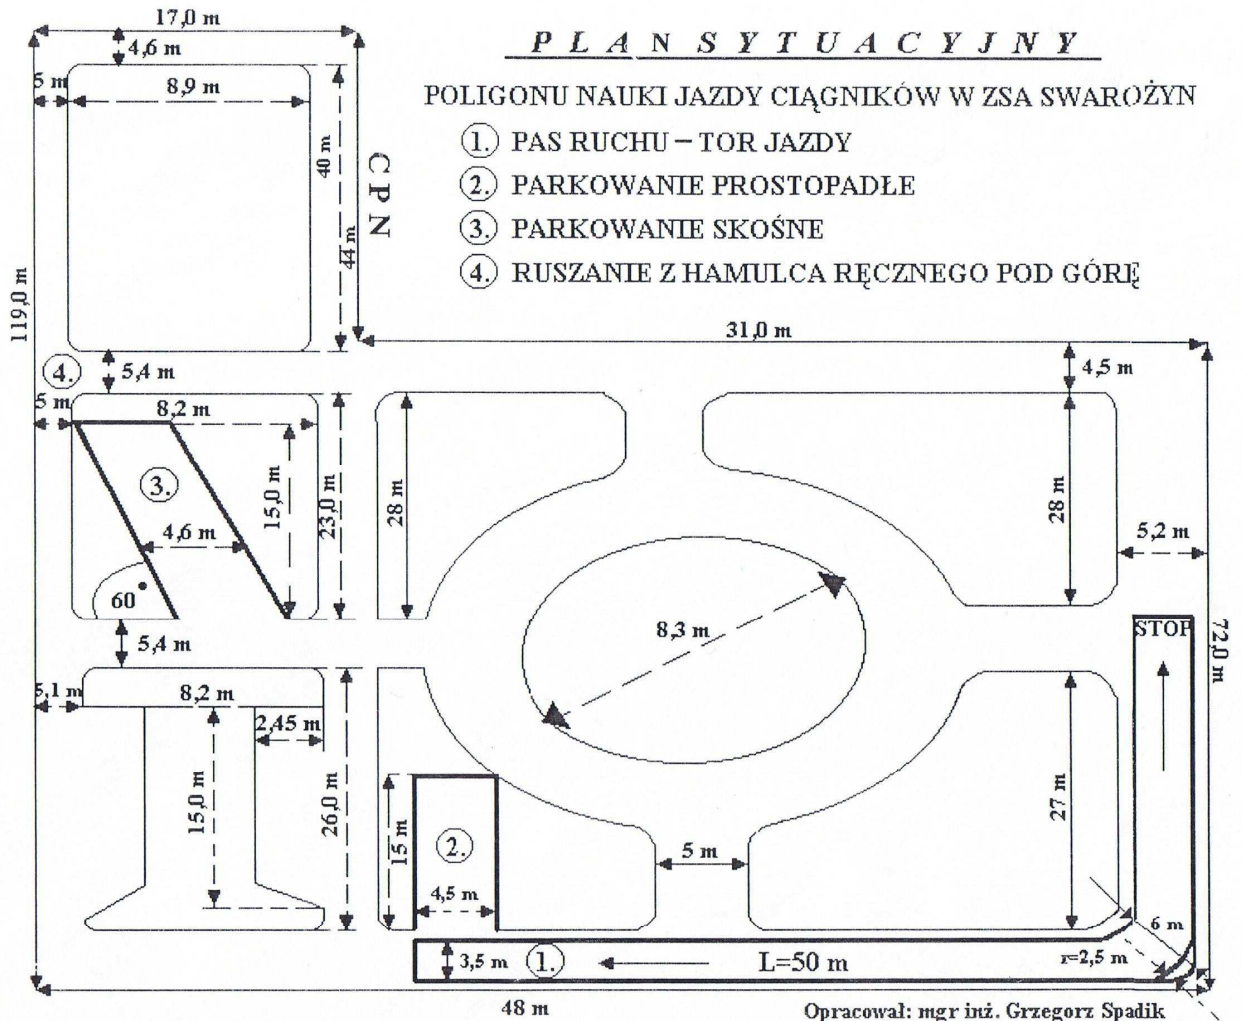 17,0 m
4,6 m
P L A N S Y T U A C Y J N Y
5 m
8,9 m
POLIGONU NAUKI JAZDY CIĄGNIKÓW W ZSA SWAROŻYN
1. PAS RUCHU – TOR JAZDY
40 m
CPN
2. PARKOWANIE PROSTOPADŁE
3. PARKOWANIE SKOŚNE
44 m
4. RUSZANIE Z HAMULCA RĘCZNEGO POD GÓRĘ
119,0 m
31,0 m
4.
5,4 m
4,5 m
5 m
8,2 m
3.
15,0 m
23,0 m
28 m
28 m
4,6 m
5,2 m
60°
8,3 m
STOP
72,0 m
5,4 m
5,1 m
8,2 m
2,45 m
15,0 m
26,0 m
15 m
2.
27 m
5 m
4,5 m
6 m
3,5 m
1.
L=50 m
r=2,5 m
48 m
Opracował: mgr inż. Grzegorz Spadik